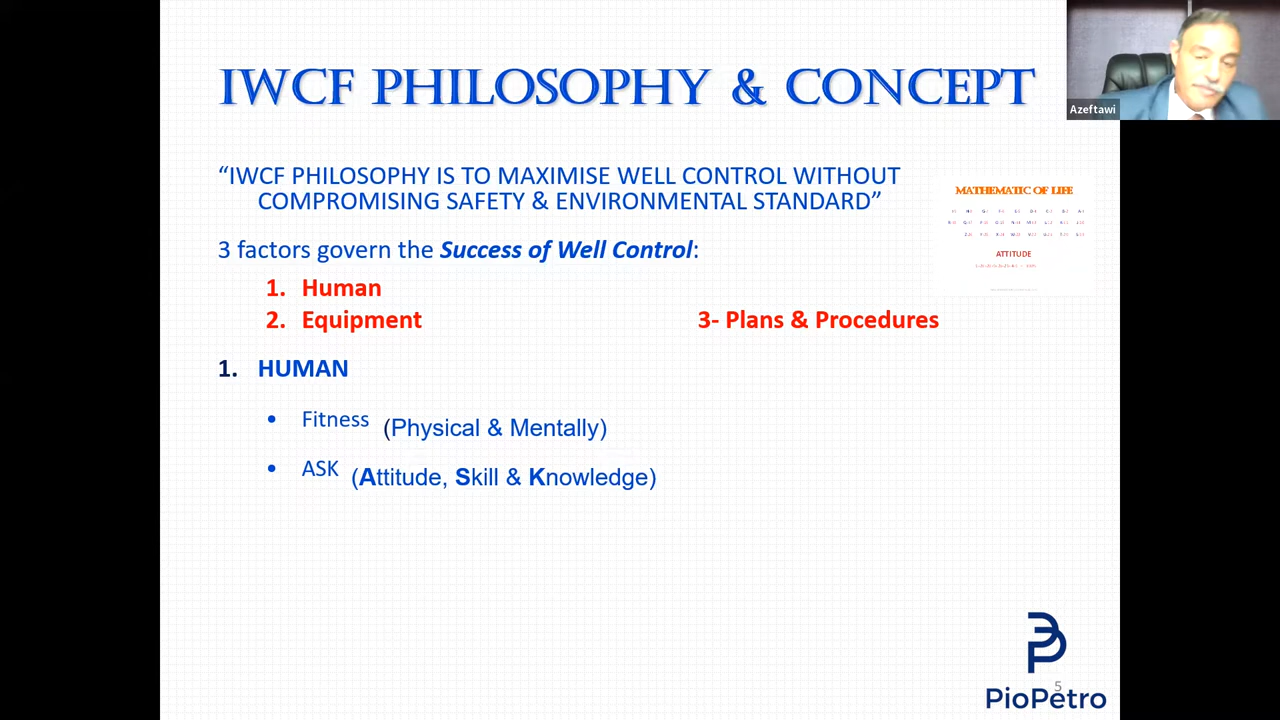 IWCF PHILOSOPHY & CONCEPT
Azeftawi
“IWCF PHILOSOPHY IS TO MAXIMISE WELL CONTROL WITHOUT
COMPROMISING SAFETY & ENVIRONMENTAL STANDARD”
MATHEMATIC OF LIFE
ATTITUDE
3 factors govern the Success of Well Control:
1. Human
2. Equipment
3- Plans & Procedures
1. HUMAN
• Fitness (Physical & Mentally)
• ASK (Attitude, Skill & Knowledge)
5
PioPetro